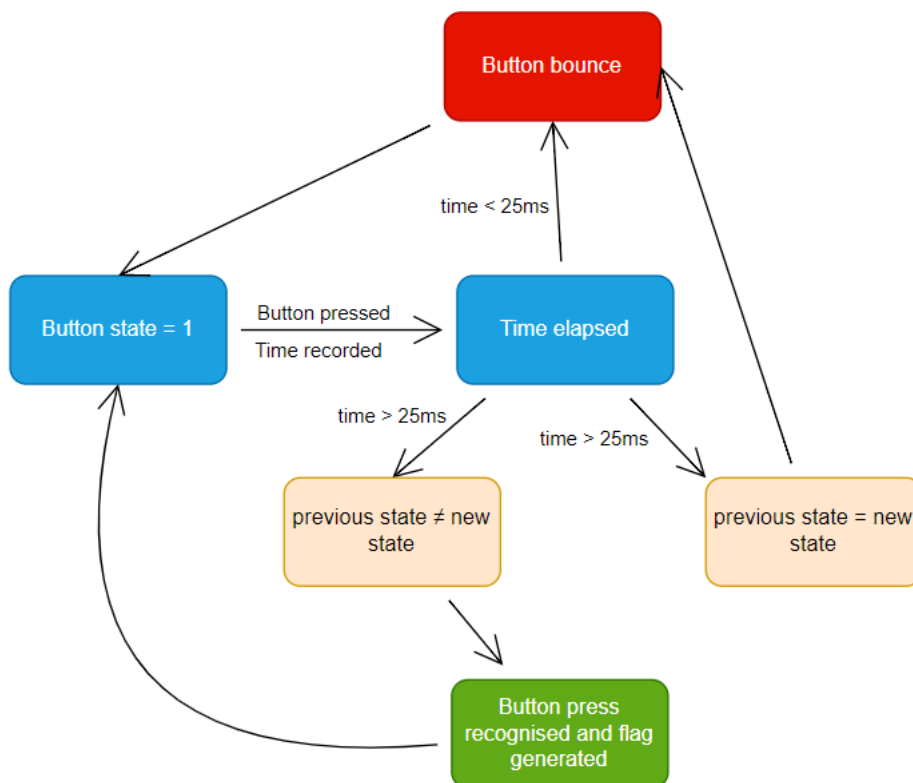 Button bounce
time < 25ms
Button state = 1
Button pressed
Time recorded
Time elapsed
time > 25ms
time > 25ms
previous state ≠ new
state
previous state = new
state
Button press
recognised and flag
generated